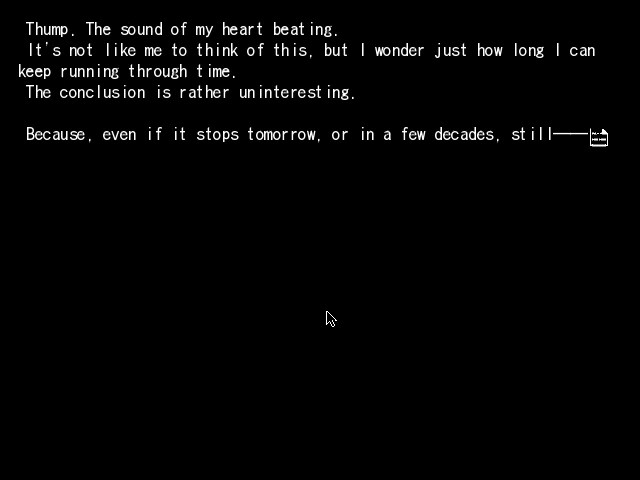 Thump. The sound of my heart beating.
It's not like me to think of this, but I wonder just how long I can
keep running through time.
The conclusion is rather uninteresting.
Because, even if it stops tomorrow, or in a few decades, still───